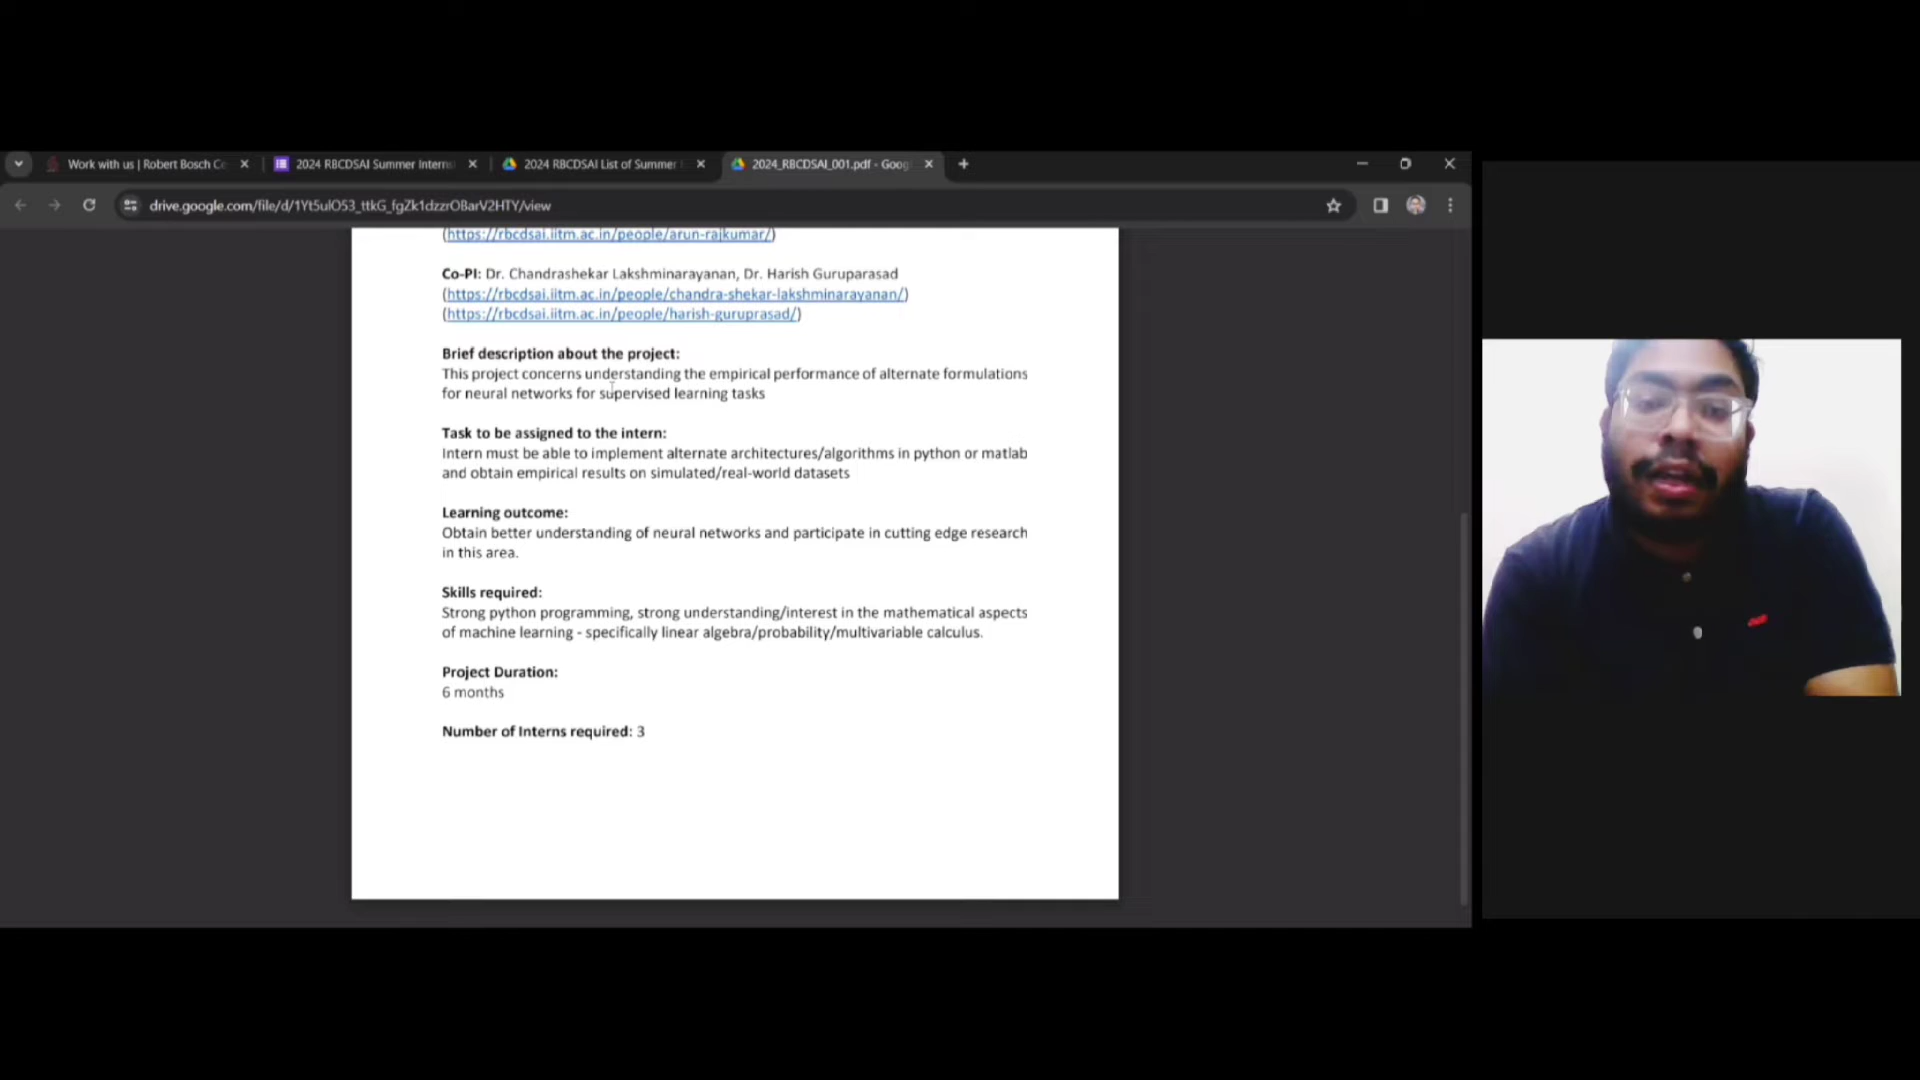 Work with us | Robert Bosch Ce
2024 RBCDSAI Summer Interns
2024 RBCDSAI List of Summer
2024_RBCDSAI_001.pdf - Goog
drive.google.com/file/d/1Yt5ulO53_ttkG_fgZk1dzzrOBarV2HTY/view
(https://rbcdsai.iitm.ac.in/people/arun-rajkumar/)
Co-PI: Dr. Chandrashekar Lakshminarayanan, Dr. Harish Guruparasad
(https://rbcdsai.iitm.ac.in/people/chandra-shekar-lakshminarayanan/)
(https://rbcdsai.iitm.ac.in/people/harish-guruprasad/)
Brief description about the project:
This project concerns understanding the empirical performance of alternate formulations
for neural networks for supervised learning tasks
Task to be assigned to the intern:
Intern must be able to implement alternate architectures/algorithms in python or matlab
and obtain empirical results on simulated/real-world datasets
Learning outcome:
Obtain better understanding of neural networks and participate in cutting edge research
in this area.
Skills required:
Strong python programming, strong understanding/interest in the mathematical aspects
of machine learning - specifically linear algebra/probability/multivariable calculus.
Project Duration:
6 months
Number of Interns required: 3